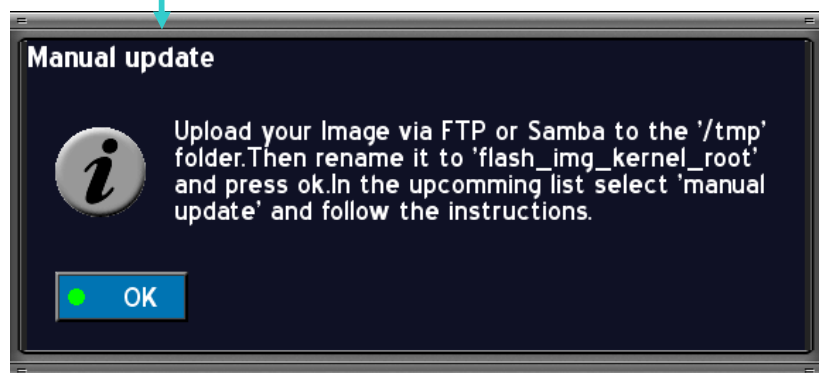 Manual update
Upload your Image via FTP or Samba to the '/tmp'
folder.Then rename it to 'flash_img_kernel_root'
and press ok.In the upcomming list select 'manual
update' and follow the instructions.
OK